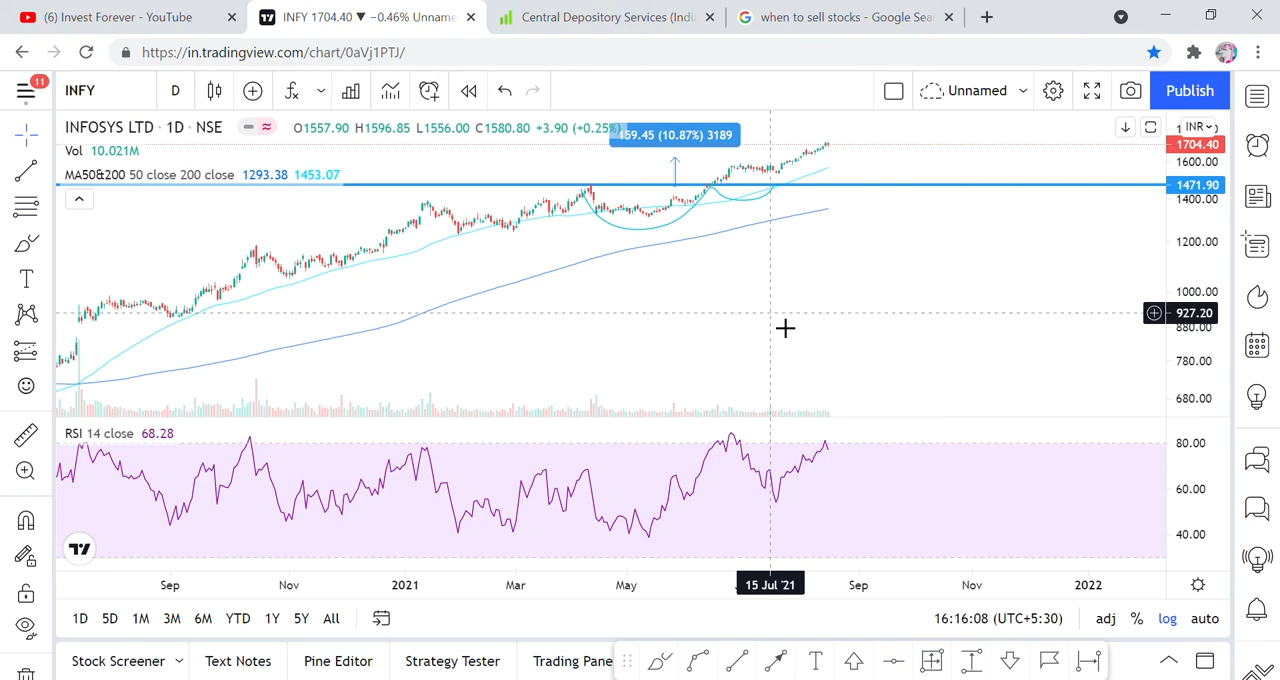 (6) Invest Forever - YouTube
INFY 1704.40 ▼ −0.46% Unname
Central Depository Services (Indi
when to sell stocks - Google Sear
https://in.tradingview.com/chart/0aVj1PTJ/
11
INFY
D
Unnamed
Publish
INFOSYS LTD · 1D · NSE
O1557.90 H1596.85 L1556.00 C1580.80 +3.90 (+0.25%)
159.45 (10.87%) 3189
INR
1704.40
Vol 10.021M
1600.00
MA50&200 50 close 200 close 1293.38 1453.07
1471.90
1400.00
1200.00
1000.00
927.20
880.00
780.00
680.00
RSI 14 close 68.28
80.00
60.00
40.00
Sep
Nov
2021
Mar
May
15 Jul '21
Sep
Nov
2022
1D
5D
1M
3M
6M
YTD
1Y
5Y
All
16:16:08 (UTC+5:30)
adj
%
log
auto
Stock Screener
Text Notes
Pine Editor
Strategy Tester
Trading Pane